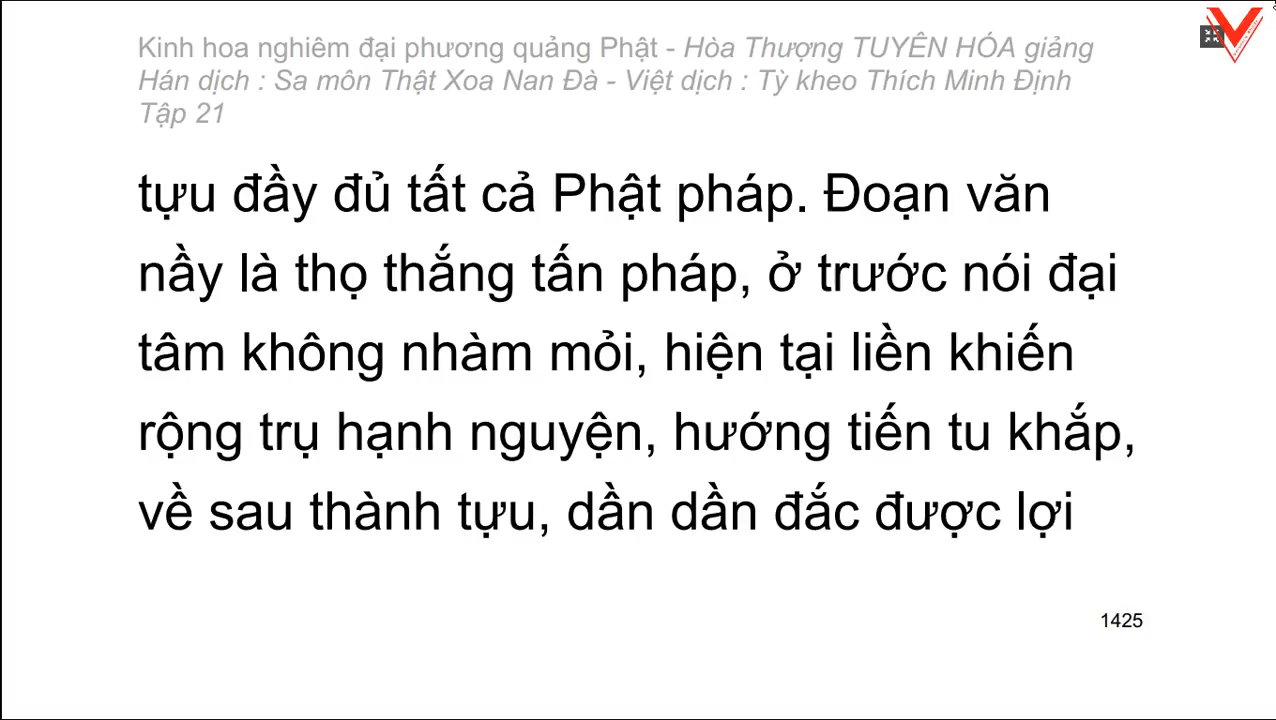 Kinh hoa nghiêm đại phương quảng Phật - Hòa Thượng TUYÊN HÓA giảng
Hán dịch : Sa môn Thật Xoa Nan Đà - Việt dịch : Tỳ kheo Thích Minh Định
Tập 21
tựu đầy đủ tất cả Phật pháp. Đoạn văn
nầy là thọ thắng tấn pháp, ở trước nói đại
tâm không nhàm mỏi, hiện tại liền khiến
rộng trụ hạnh nguyện, hướng tiến tu khắp,
về sau thành tựu, dần dần đắc được lợi
1425